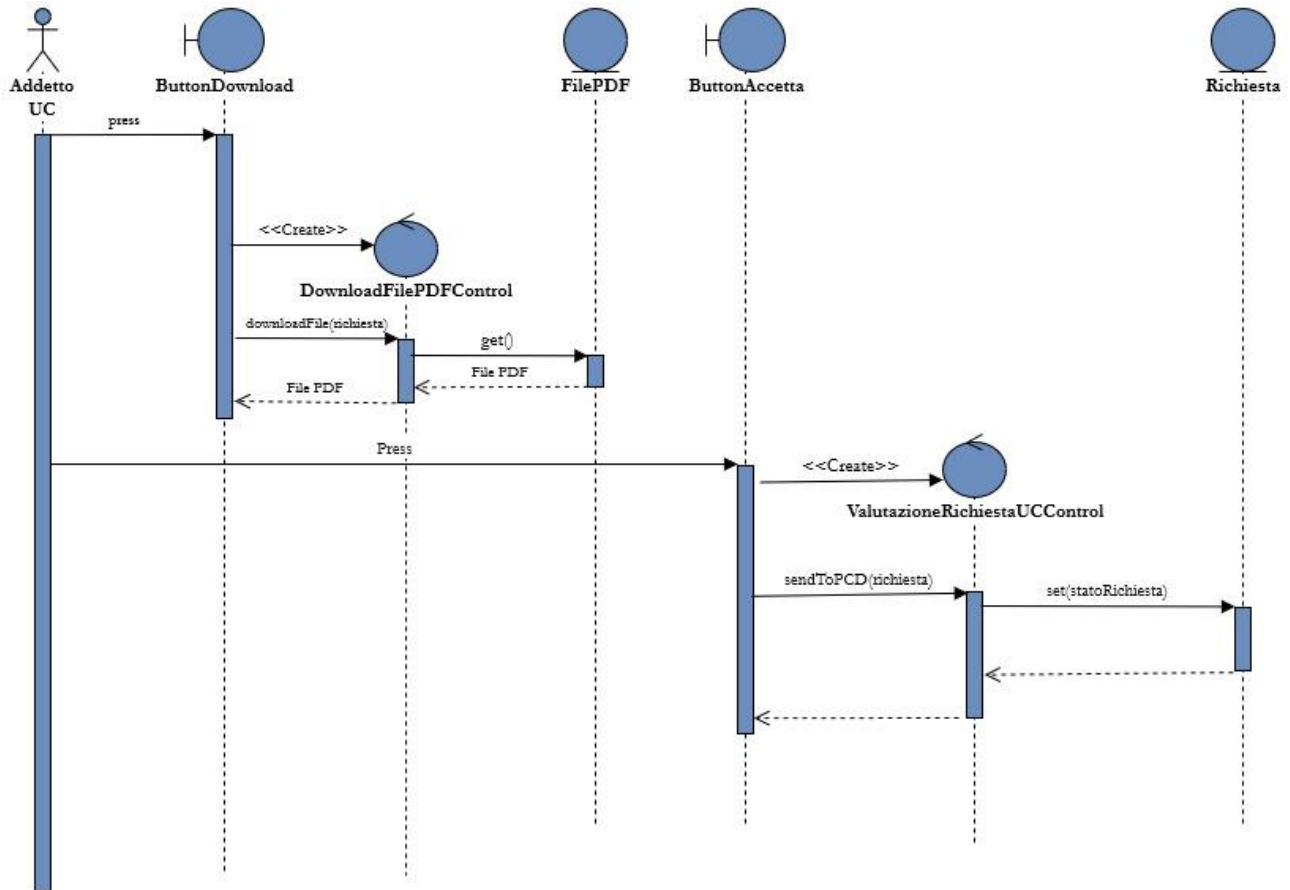 Addetto
UC
ButtonDownload
FilePDF
ButtonAccetta
Richiesta
press
<<Create>>
DownloadFilePDFControl
downloadFile(richiesta)
get()
File PDF
File PDF
Press
<<Create>>
ValutazioneRichiestaUCControl
sendToPCD(richiesta)
set(statoRichiesta)